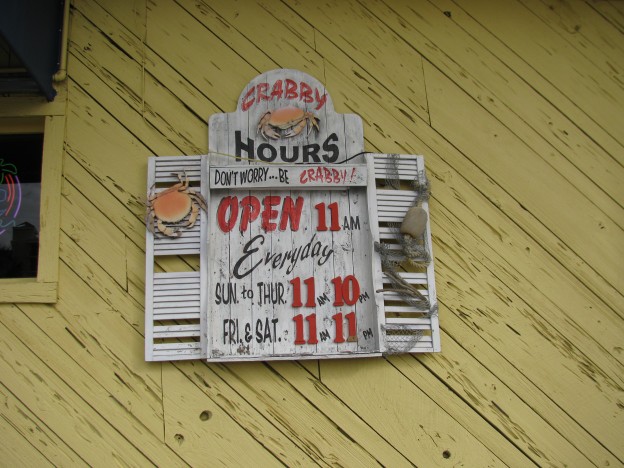 CRABBY
HOURS
DON'T WORRY...BE CRABBY!
OPEN 11 AM
Everyday
SUN. to THUR. 11 AM 10 PM
FRI. & SAT. 11 AM 11 PM